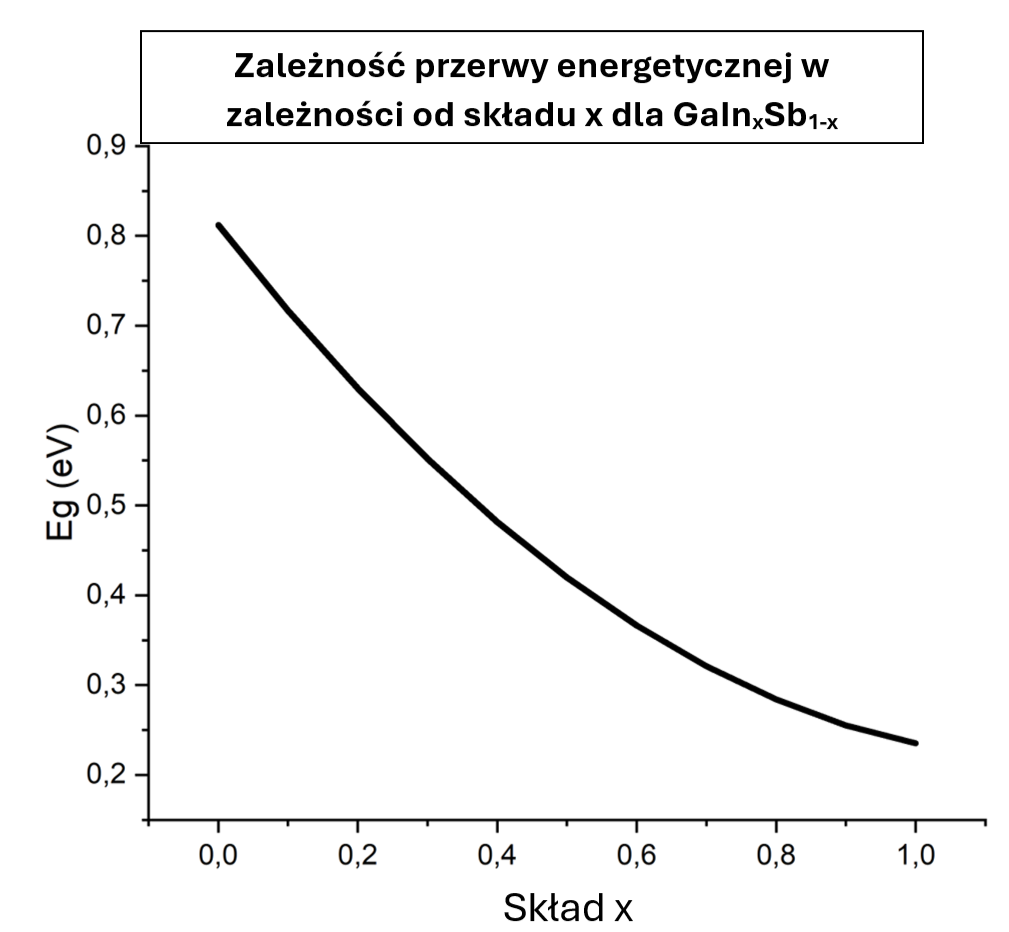 Zależność przerwy energetycznej w
zależności od składu x dla GaInₓSb₁₋ₓ
0,9
0,8
0,7
0,6
0,5
0,4
0,3
0,2
Eg (eV)
0,0 0,2 0,4 0,6 0,8 1,0
Skład x